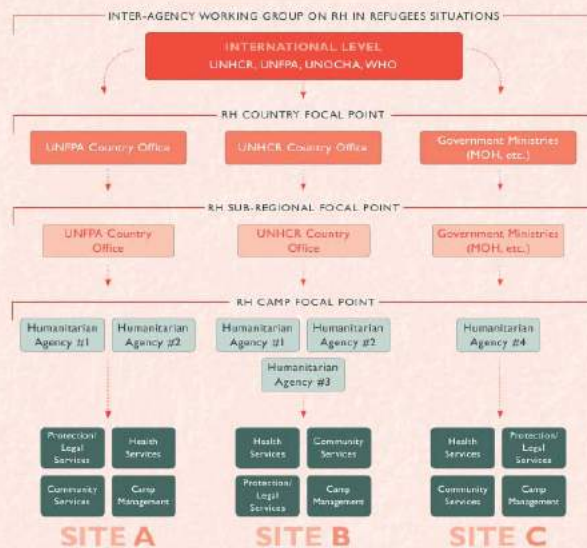 INTER-AGENCY WORKING GROUP ON RH IN REFUGEES SITUATIONS
INTERNATIONAL LEVEL
UNHCR, UNFPA, UNOCHA, WHO
RH COUNTRY FOCAL POINT
UNFPA Country Office
UNHCR Country Office
Government Ministries
(MOH, etc.)
RH SUB-REGIONAL FOCAL POINT
UNFPA Country
Office
UNHCR Country
Office
Government Ministries
(MOH, etc.)
RH CAMP FOCAL POINT
Humanitarian
Agency #1
Humanitarian
Agency #2
Humanitarian
Agency #1
Humanitarian
Agency #2
Humanitarian
Agency #3
Humanitarian
Agency #4
Protection/
Legal
Services
Health
Services
Community
Services
Camp
Management
SITE A
Health
Services
Community
Services
Protection/
Legal
Services
Camp
Management
SITE B
Health
Services
Protection/
Legal
Services
Community
Services
Camp
Management
SITE C